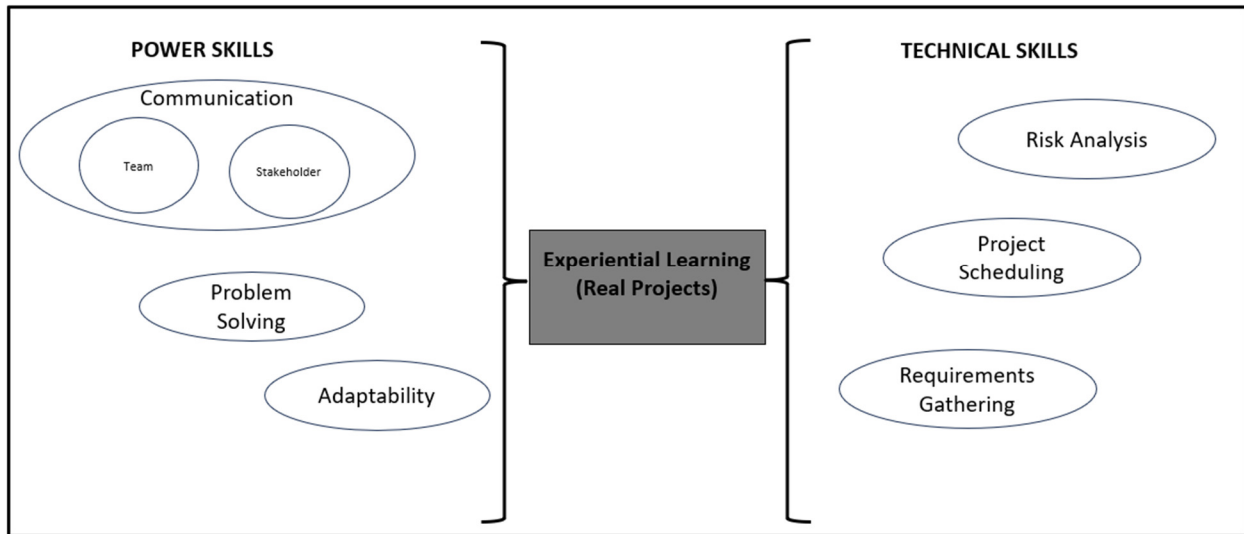 POWER SKILLS
Communication
Team
Stakeholder
Problem
Solving
Adaptability
Experiential Learning
(Real Projects)
TECHNICAL SKILLS
Risk Analysis
Project
Scheduling
Requirements
Gathering